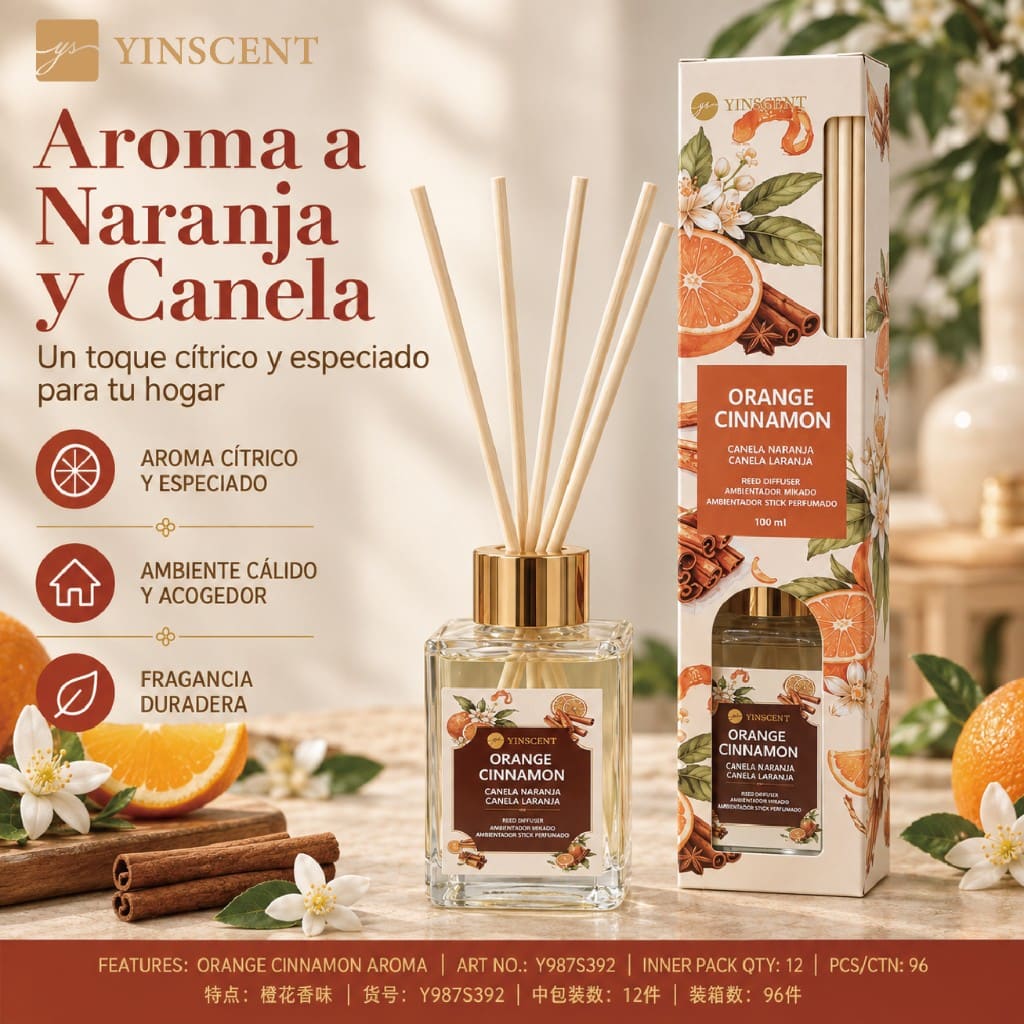 ys YINSCENT
Aroma a
Naranja
y Canela
Un toque cítrico y especiado
para tu hogar
AROMA CÍTRICO
Y ESPECIADO
AMBIENTE CÁLIDO
Y ACOGEDOR
FRAGANCIA
DURADERA
YINSCENT
ORANGE
CINNAMON
CANELA NARANJA
CANELA LARANJA
REED DIFFUSER
AMBIENTADOR MIKADO
AMBIENTADOR STICK PERFUMADO
ys YINSCENT
ORANGE
CINNAMON
CANELA NARANJA
CANELA LARANJA
REED DIFFUSER
AMBIENTADOR MIKADO
AMBIENTADOR STICK PERFUMADO
100 ml
YINSCENT
ORANGE
CINNAMON
CANELA NARANJA
CANELA LARANJA
REED DIFFUSER
AMBIENTADOR MIKADO
AMBIENTADOR STICK PERFUMADO
FEATURES: ORANGE CINNAMON AROMA | ART NO.: Y987S392 | INNER PACK QTY: 12 | PCS/CTN: 96
特点：橙花香味 | 货号：Y987S392 | 中包装数：12件 | 装箱数：96件